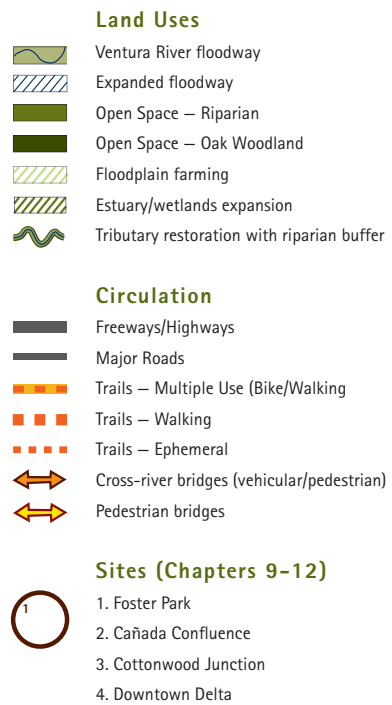 Land Uses
Ventura River floodway
Expanded floodway
Open Space — Riparian
Open Space — Oak Woodland
Floodplain farming
Estuary/wetlands expansion
Tributary restoration with riparian buffer
Circulation
Freeways/Highways
Major Roads
Trails — Multiple Use (Bike/Walking
Trails — Walking
Trails — Ephemeral
Cross-river bridges (vehicular/pedestrian)
Pedestrian bridges
Sites (Chapters 9-12)
1
1. Foster Park
2. Cañada Confluence
3. Cottonwood Junction
4. Downtown Delta